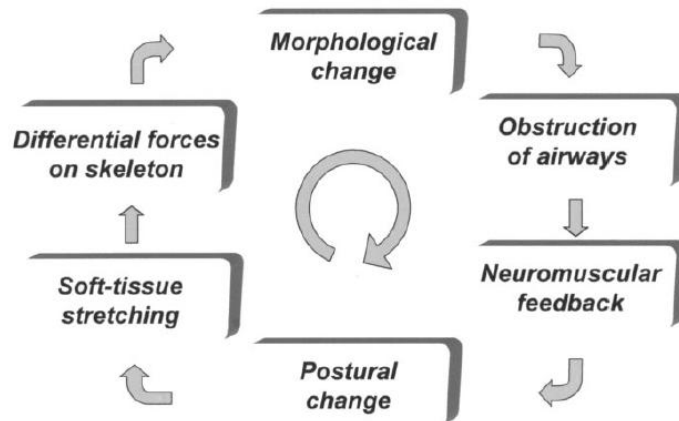 Morphological
change
Obstruction
of airways
Neuromuscular
feedback
Postural
change
Soft-tissue
stretching
Differential forces
on skeleton